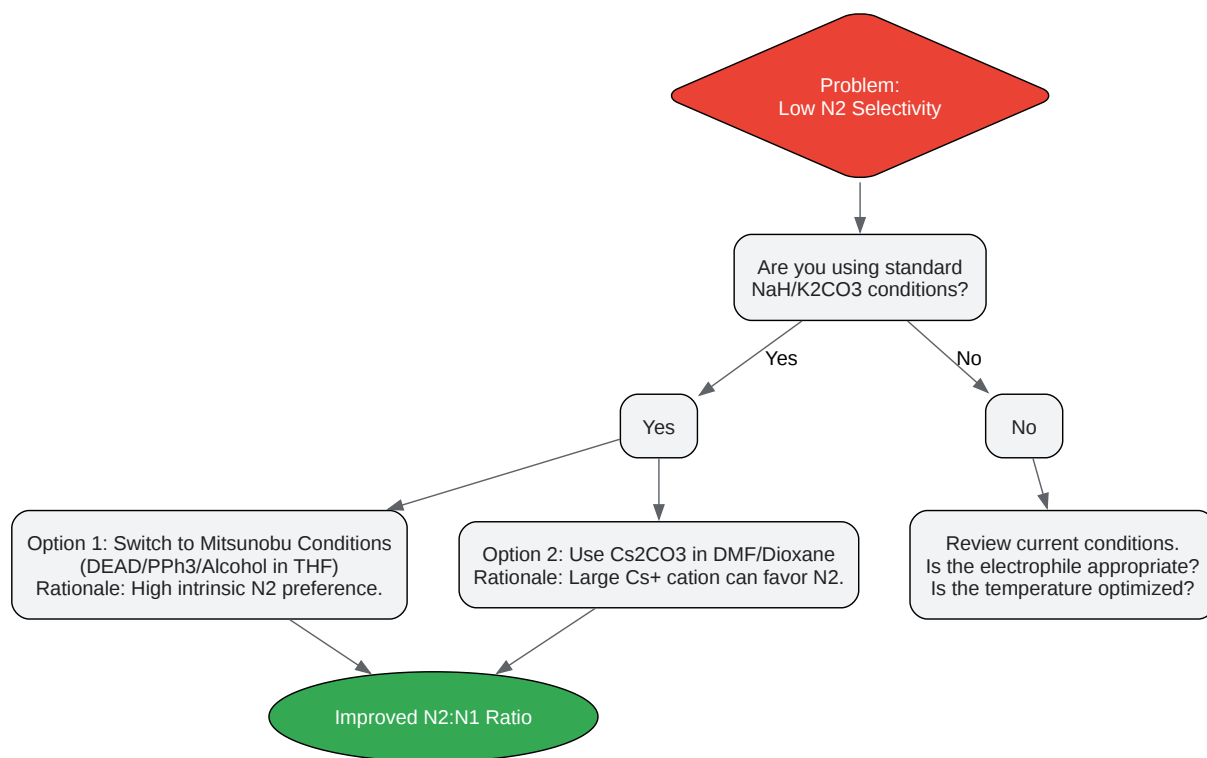 Problem:
Low N2 Selectivity
Are you using standard
NaH/K2CO3 conditions?
Yes
No
Yes
No
Option 1: Switch to Mitsunobu Conditions
(DEAD/PPh3/Alcohol in THF)
Rationale: High intrinsic N2 preference.
Option 2: Use Cs2CO3 in DMF/Dioxane
Rationale: Large Cs+ cation can favor N2.
Review current conditions.
Is the electrophile appropriate?
Is the temperature optimized?
Improved N2:N1 Ratio